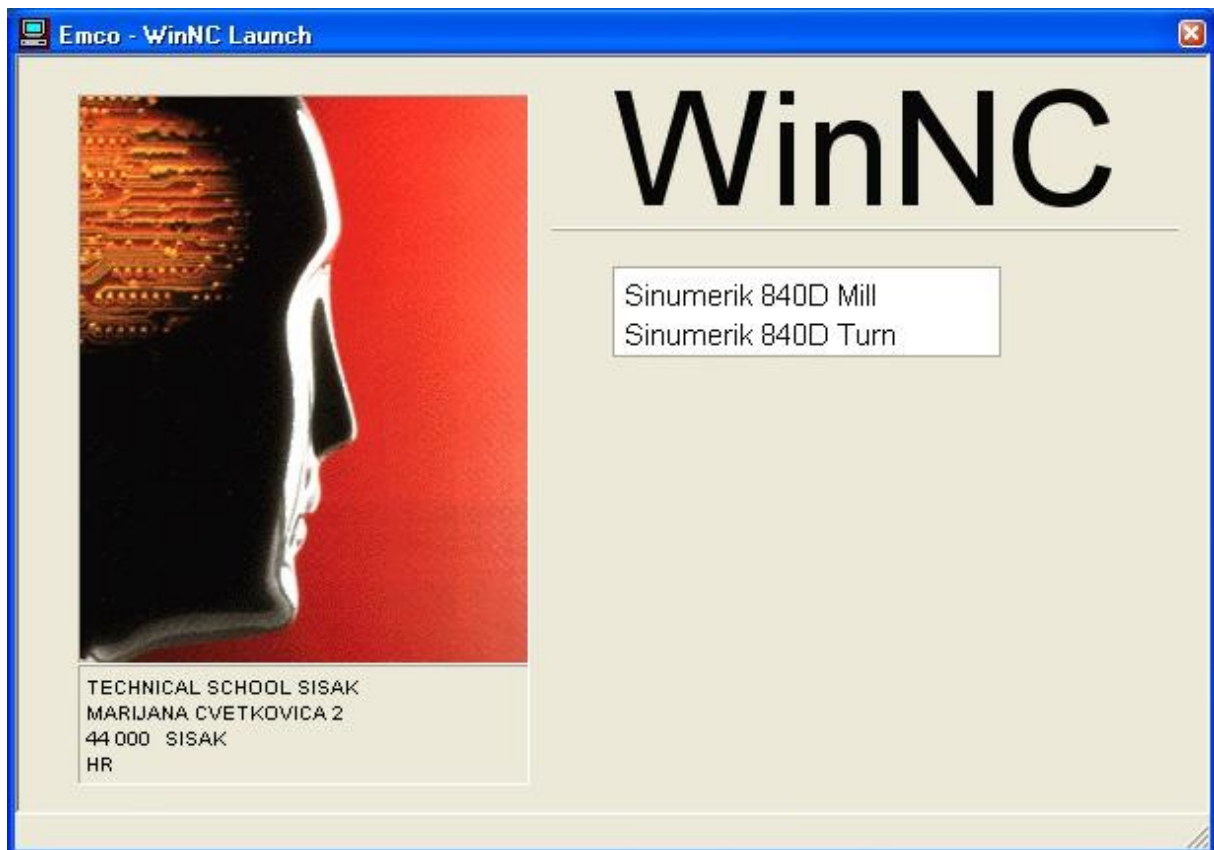 Emco - WinNC Launch
WinNC
Sinumerik 840D Mill
Sinumerik 840D Turn
TECHNICAL SCHOOL SISAK
MARIJANA CVETKOVICA 2
44 000 SISAK
HR